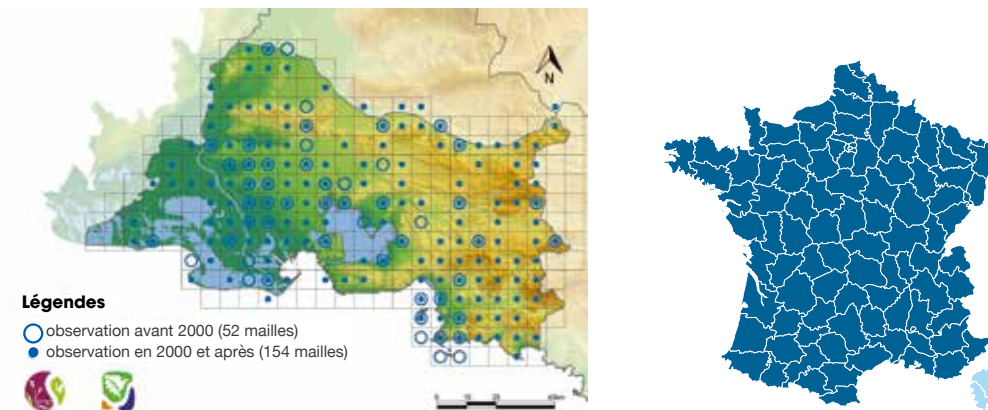 N
Légendes
observation avant 2000 (52 mailles)
observation en 2000 et après (154 mailles)